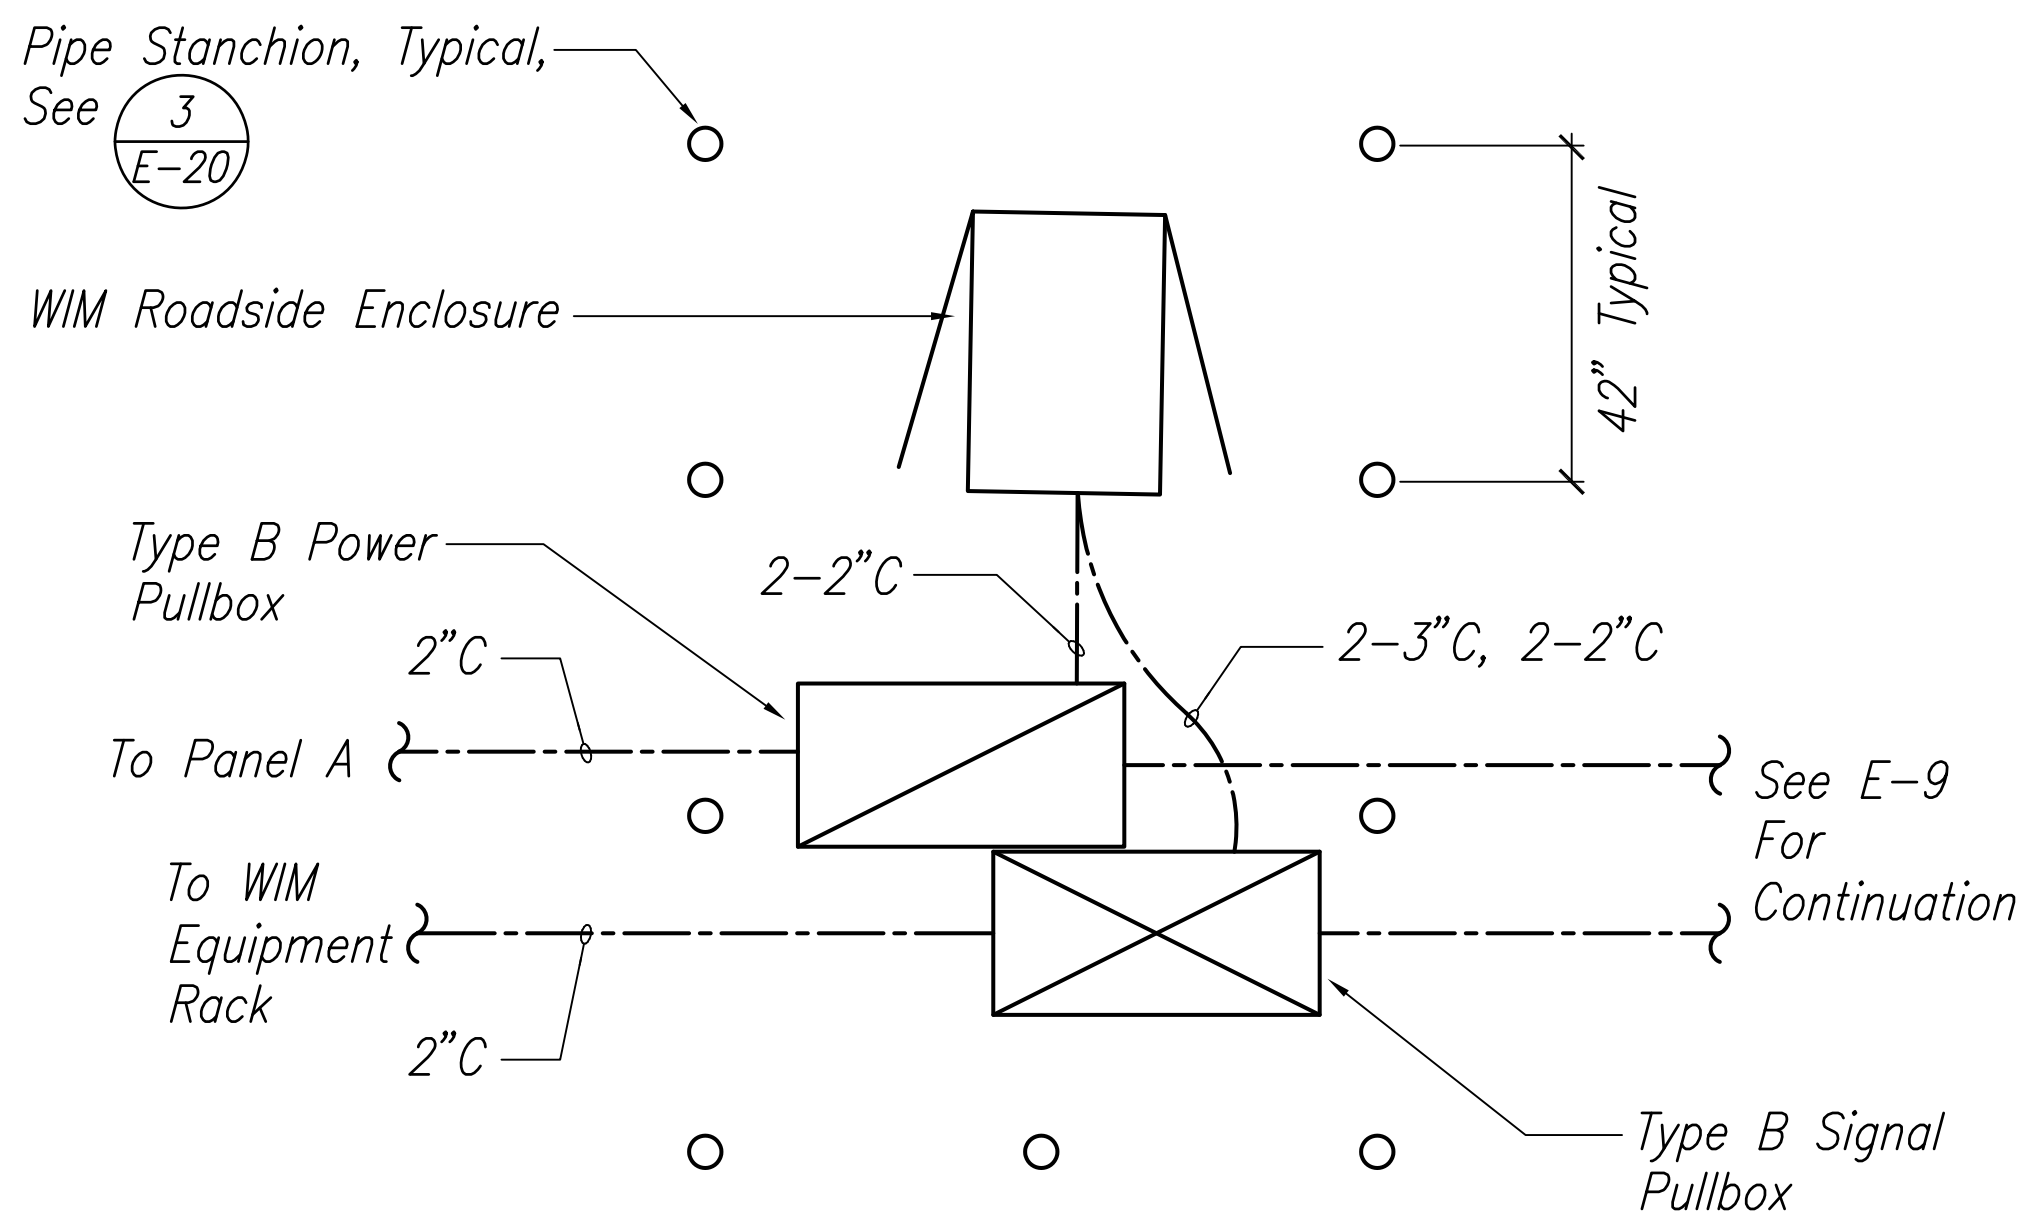 Pipe Stanchion, Typical,
See
3
E-20
42" Typical
WIM Roadside Enclosure
Type B Power
Pullbox
2-2"C
2"C
2-3"C, 2-2"C
To Panel A
See E-9
For
Continuation
To WIM
Equipment
Rack
2"C
Type B Signal
Pullbox